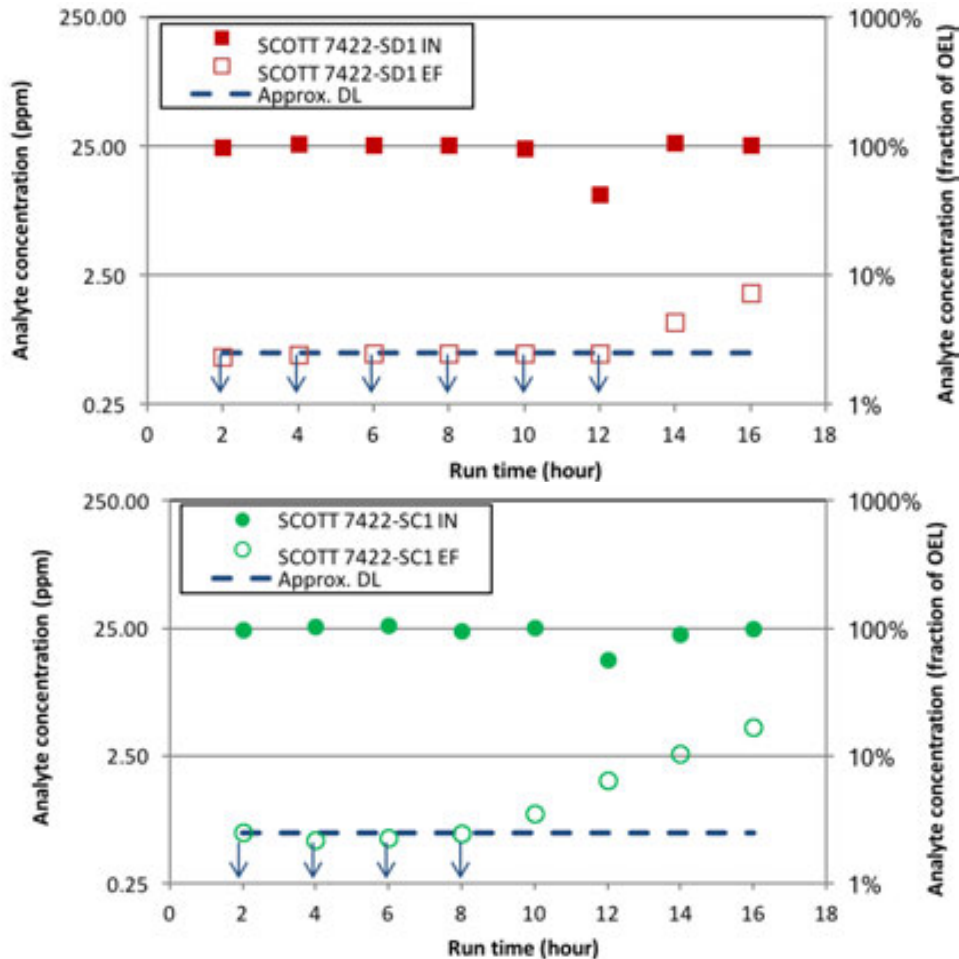 250.00
25.00
2.50
0.25
Analyte concentration (ppm)
SCOTT 7422-SD1 IN
SCOTT 7422-SD1 EF
Approx. DL
1000%
100%
10%
1%
Analyte concentration (fraction of OEL)
0 2 4 6 8 10 12 14 16 18
Run time (hour)
250.00
25.00
2.50
0.25
Analyte concentration (ppm)
SCOTT 7422-SC1 IN
SCOTT 7422-SC1 EF
Approx. DL
1000%
100%
10%
1%
Analyte concentration (fraction of OEL)
0 2 4 6 8 10 12 14 16 18
Run time (hour)